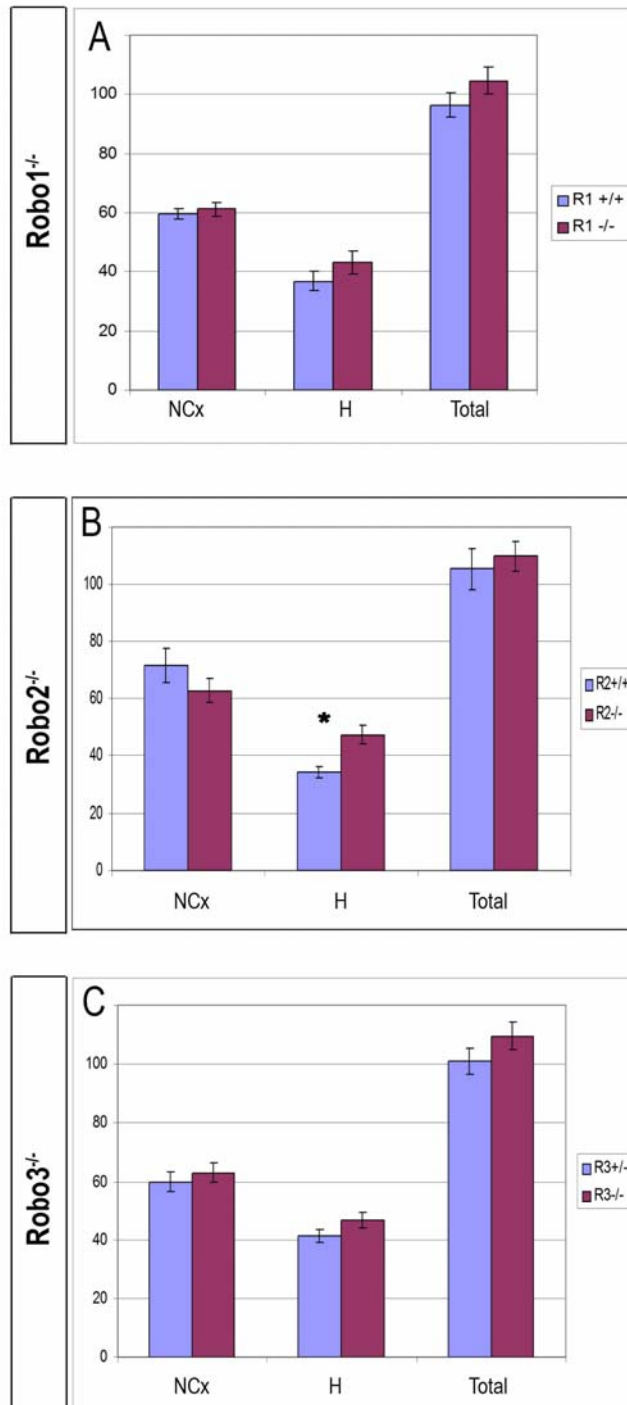 Robo1-/-
A
100
80
60
40
20
0
NCx H Total
R1 +/+
R1 -/-
Robo2-/-
B
100
80
60
40
20
0
*
NCx H Total
R2+/+
R2-/-
Robo3-/-
C
100
80
60
40
20
0
NCx H Total
R3+/-
R3-/-